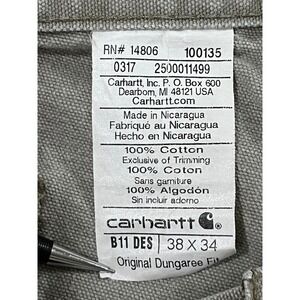 RN# 14806 100135
0317 2500011499
Carhartt, Inc. P. O. Box 600
Dearborn, MI 48121 USA
Carhartt.com
Made in Nicaragua
Fabriqué au Nicaragua
Hecho en Nicaragua
100% Cotton
Exclusive of Trimming
100% Coton
Sans garniture
100% Algodón
Sin incluir adorno
carhartt
B11 DES 38 X 34
Original Dungaree Fit